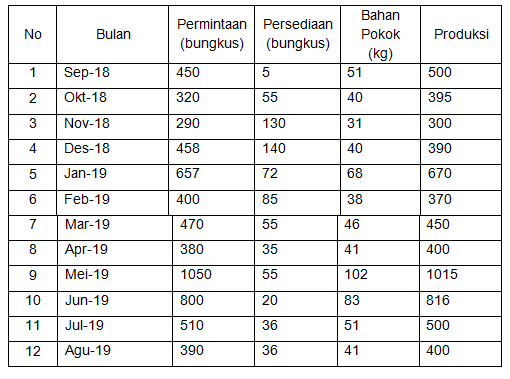 No Bulan Permintaan (bungkus) Persediaan (bungkus) Bahan Pokok (kg) Produksi
1 Sep-18 450 5 51 500
2 Okt-18 320 55 40 395
3 Nov-18 290 130 31 300
4 Des-18 458 140 40 390
5 Jan-19 657 72 68 670
6 Feb-19 400 85 38 370
7 Mar-19 470 55 46 450
8 Apr-19 380 35 41 400
9 Mei-19 1050 55 102 1015
10 Jun-19 800 20 83 816
11 Jul-19 510 36 51 500
12 Agu-19 390 36 41 400